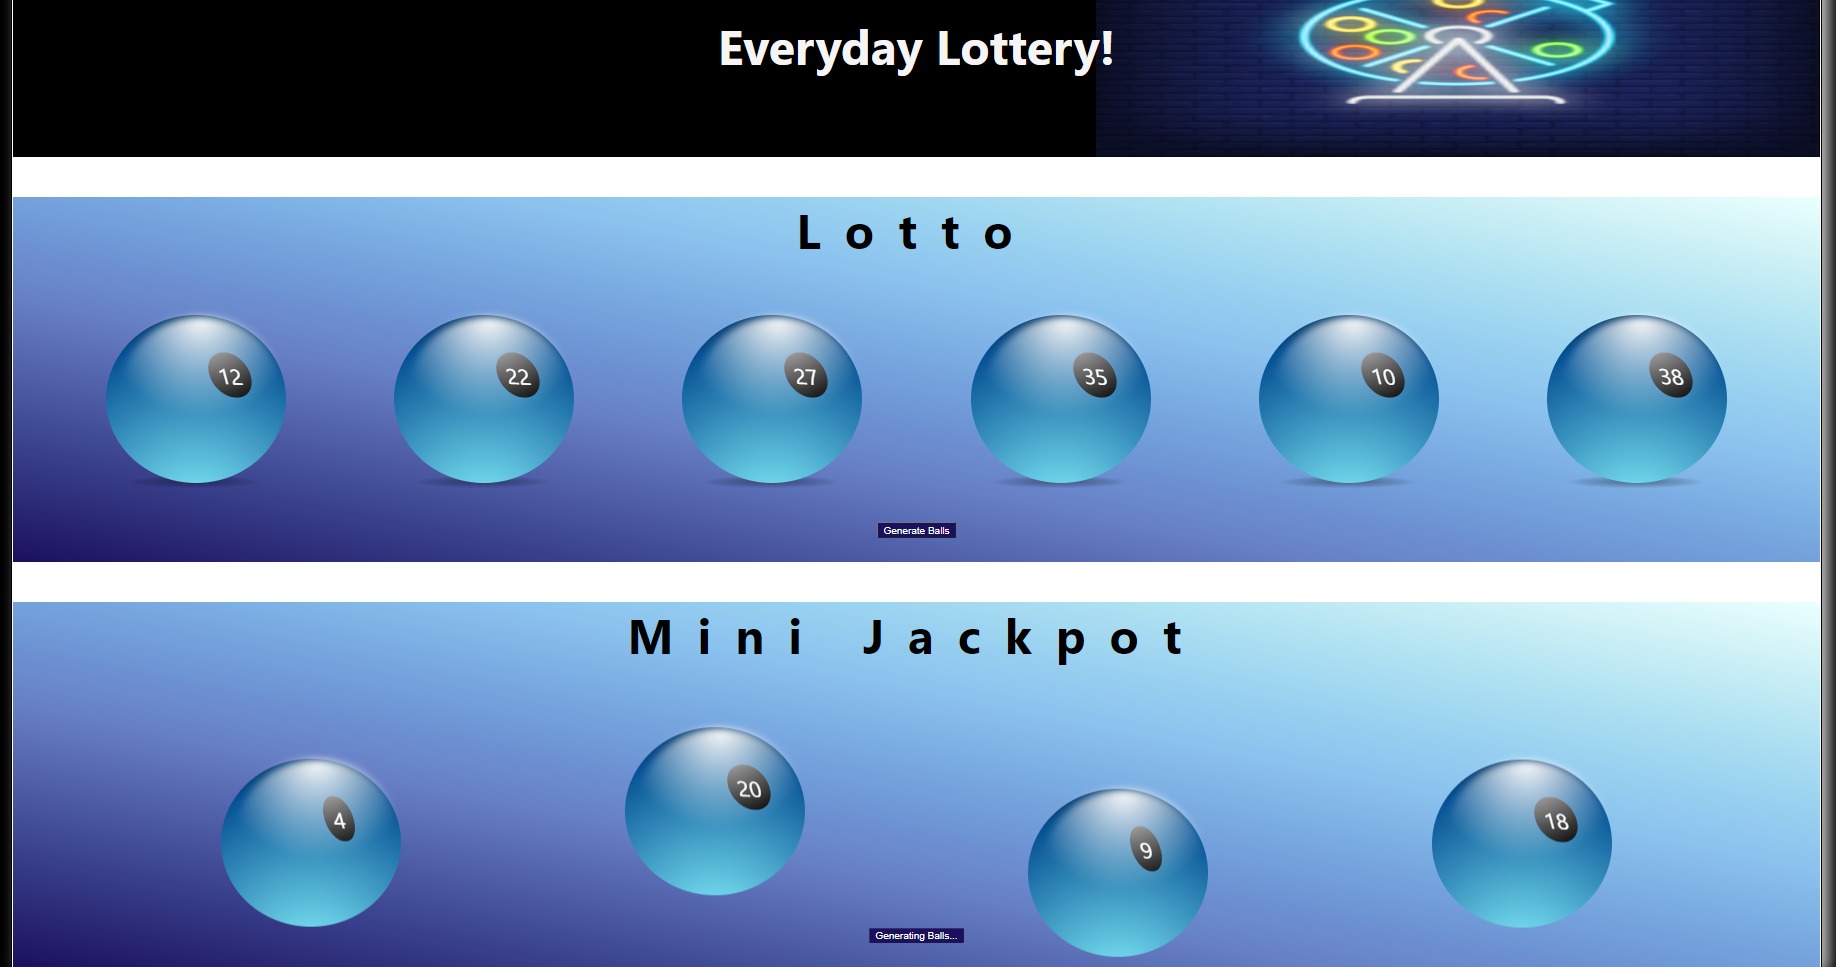 Everyday Lottery!
Lotto
12 22 27 35 10 38
Generate Balls
Mini Jackpot
4 20 9 18
Generating Balls...